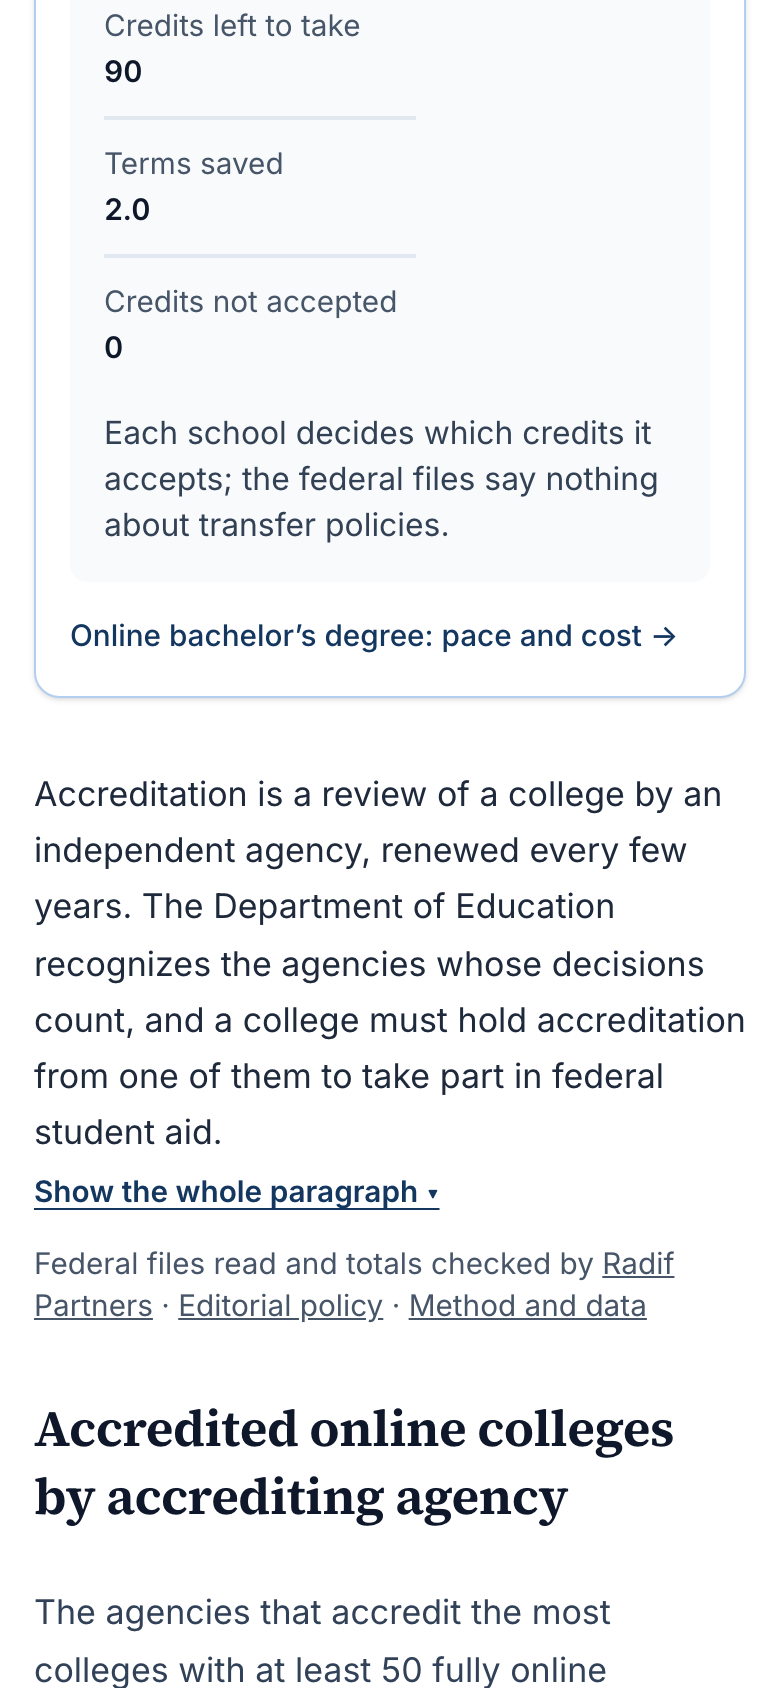 Credits left to take
90
Terms saved
2.0
Credits not accepted
0
Each school decides which credits it
accepts; the federal files say nothing
about transfer policies.
Online bachelor’s degree: pace and cost →
Accreditation is a review of a college by an
independent agency, renewed every few
years. The Department of Education
recognizes the agencies whose decisions
count, and a college must hold accreditation
from one of them to take part in federal
student aid.
Show the whole paragraph ▾
Federal files read and totals checked by Radif
Partners · Editorial policy · Method and data
Accredited online colleges
by accrediting agency
The agencies that accredit the most
colleges with at least 50 fully online